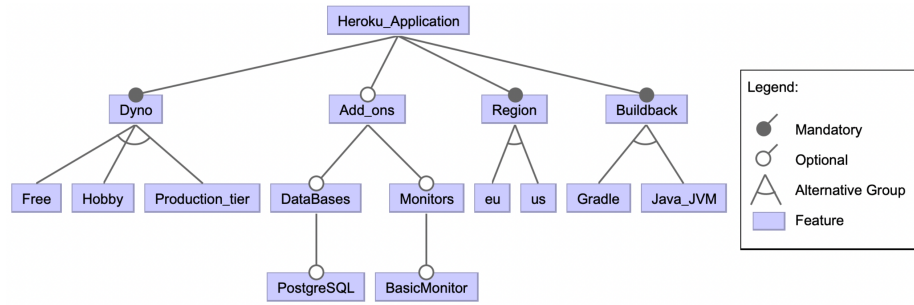 Heroku_Application
Dyno
Add_ons
Region
Buildback
Free
Hobby
Production_tier
DataBases
Monitors
eu
us
Gradle
Java_JVM
PostgreSQL
BasicMonitor
Legend:
Mandatory
Optional
Alternative Group
Feature